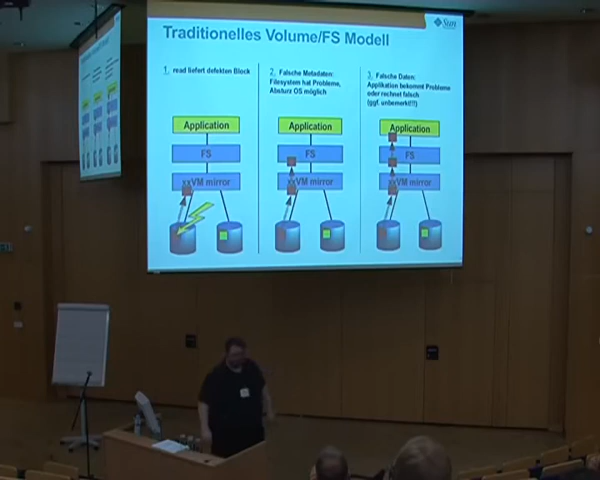 Sun
Traditionelles Volume/FS Modell
1. read liefert defekten Block
2. Falsche Metadaten:
Filesystem hat Probleme,
Absturz OS möglich
3. Falsche Daten:
Applikation bekommt Probleme
oder rechnet falsch
(ggf. unbemerkt!!!)
Application
FS
xxVM mirror
Application
FS
xxVM mirror
Application
FS
xxVM mirror